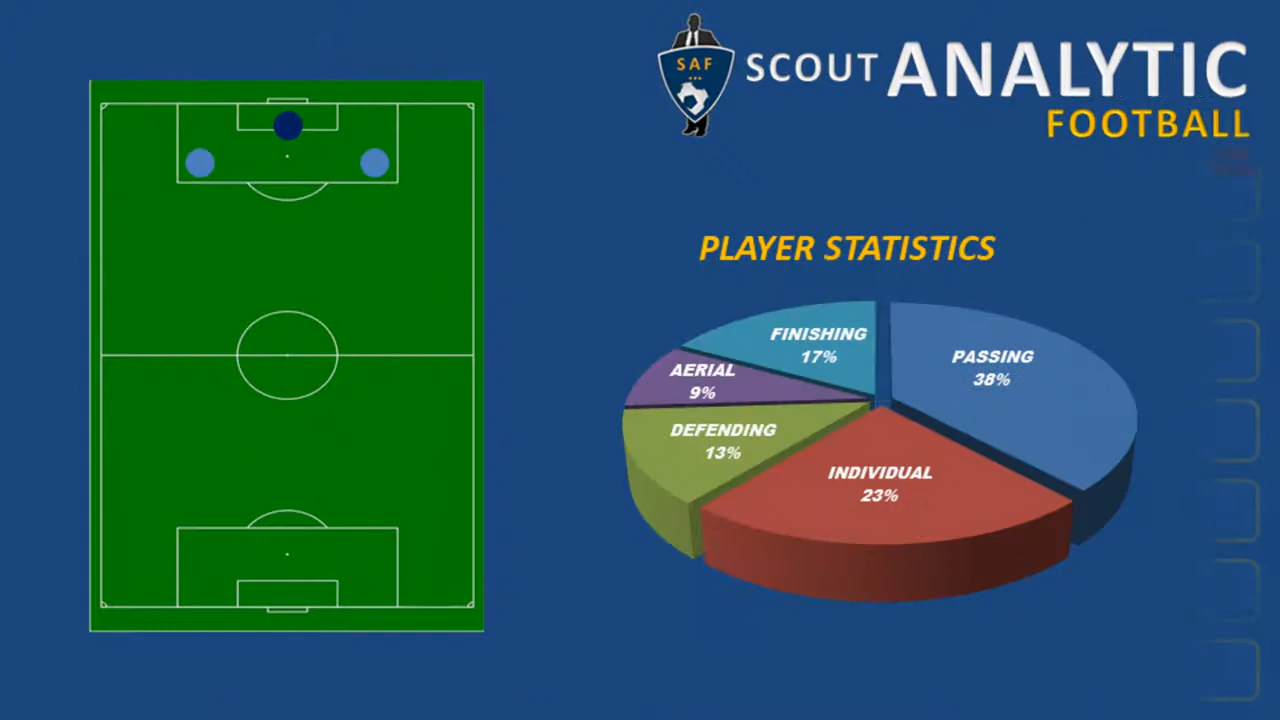 SAF
SCOUT ANALYTIC
FOOTBALL
PLAYER STATISTICS
FINISHING
17%
PASSING
38%
AERIAL
9%
DEFENDING
13%
INDIVIDUAL
23%